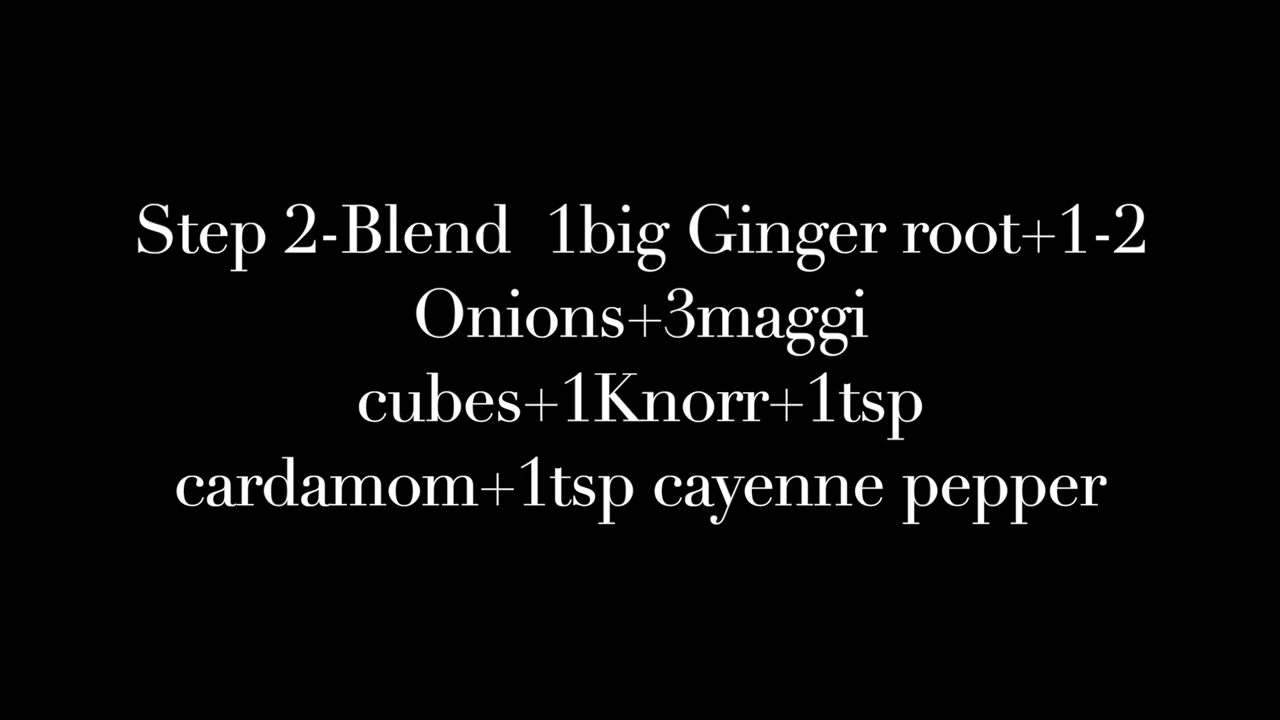 Step 2-Blend  1big Ginger root+1-2
Onions+3maggi
cubes+1Knorr+1tsp
cardamom+1tsp cayenne pepper